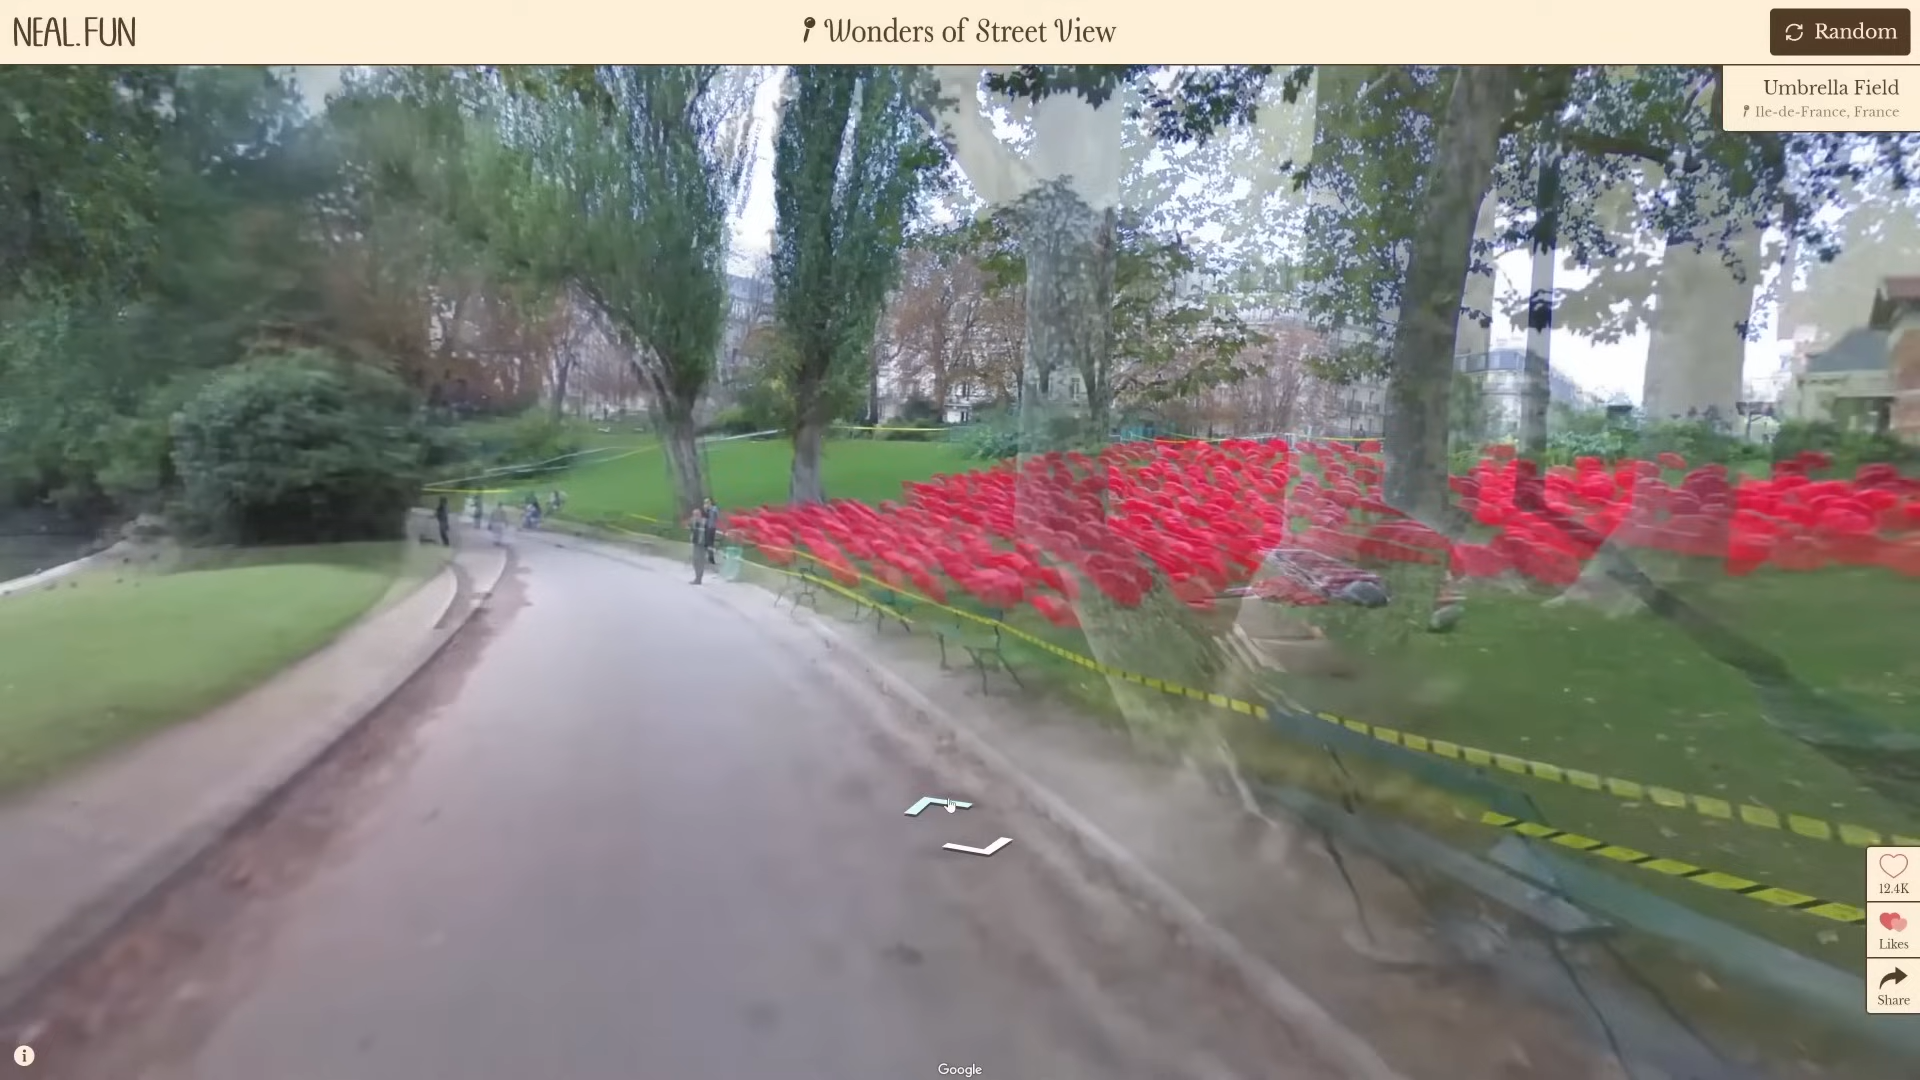 NEAL.FUN
Wonders of Street View
Random
Umbrella Field
Ile-de-France, France
12.4K
Likes
Share
i
Google